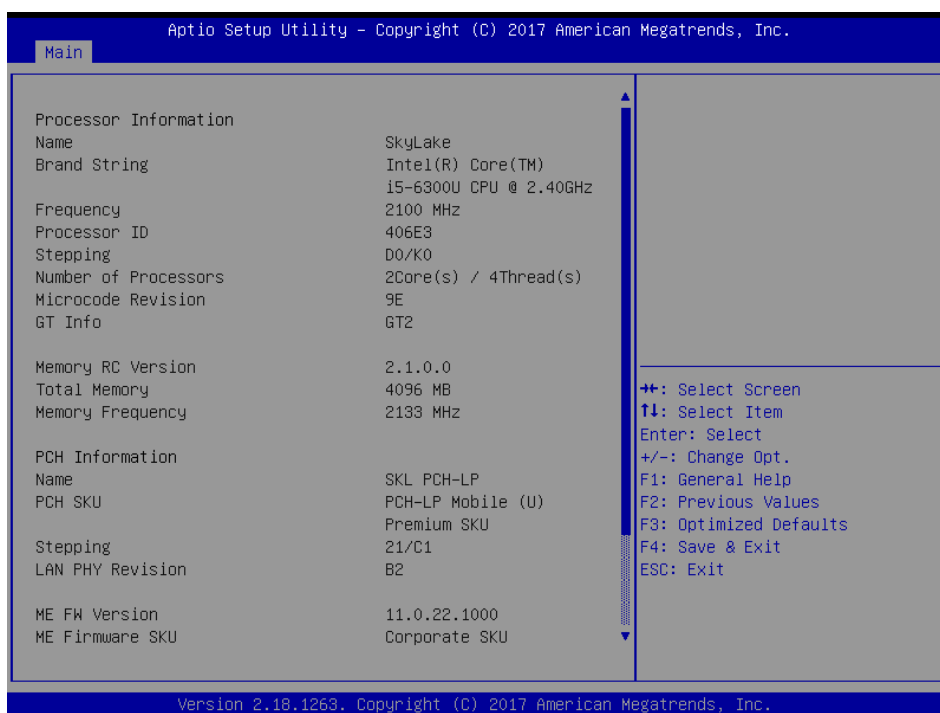 Aptio Setup Utility – Copyright (C) 2017 American Megatrends, Inc.
Main
Processor Information
Name SkyLake
Brand String Intel(R) Core(TM)
i5-6300U CPU @ 2.40GHz
Frequency 2100 MHz
Processor ID 406E3
Stepping D0/K0
Number of Processors 2Core(s) / 4Thread(s)
Microcode Revision 9E
GT Info GT2
Memory RC Version 2.1.0.0
Total Memory 4096 MB
Memory Frequency 2133 MHz
PCH Information
Name SKL PCH-LP
PCH SKU PCH-LP Mobile (U)
Premium SKU
Stepping 21/C1
LAN PHY Revision B2
ME FW Version 11.0.22.1000
ME Firmware SKU Corporate SKU
→←: Select Screen
↑↓: Select Item
Enter: Select
+/-: Change Opt.
F1: General Help
F2: Previous Values
F3: Optimized Defaults
F4: Save & Exit
ESC: Exit
Version 2.18.1263. Copyright (C) 2017 American Megatrends, Inc.